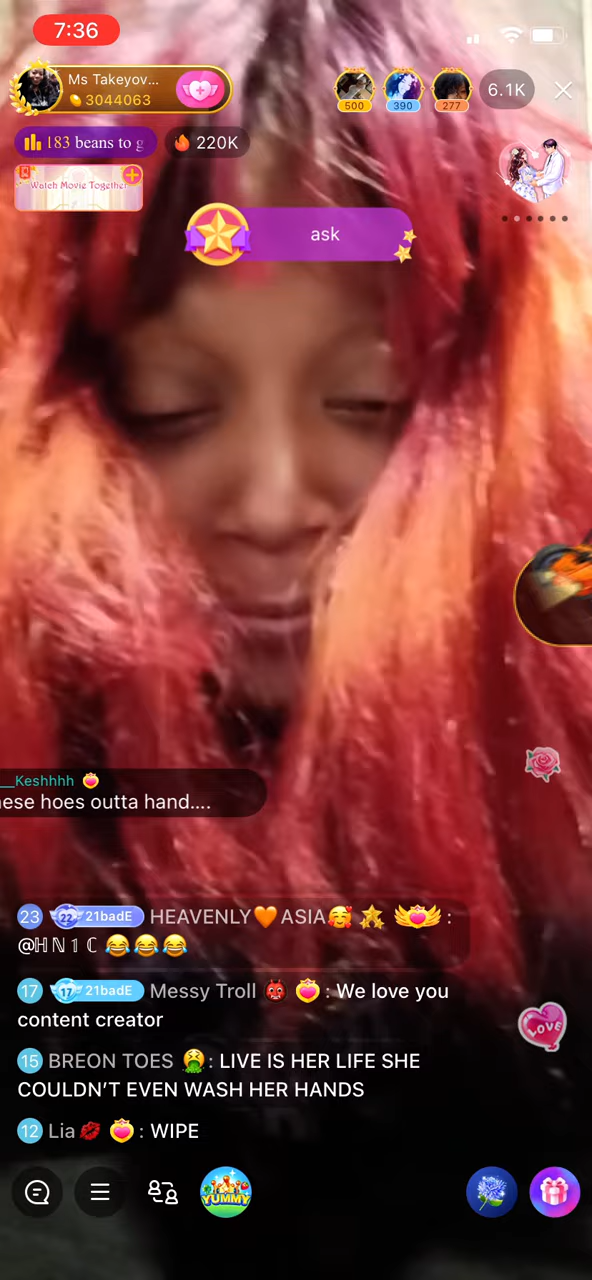 7:36
Ms Takeyov...
3044063
500
390
277
6.1K
183 beans to g
220K
Watch Movie Together
ask
__Keshhhh
hese hoes outta hand....
23 22 21badE HEAVENLY🧡ASIA🥰 :
@ℍ ℕ 𝟙 ℂ 😂😂😂
17 17 21badE Messy Troll 👹 : We love you
content creator
LOVE
15 BREON TOES 🤮: LIVE IS HER LIFE SHE
COULDN'T EVEN WASH HER HANDS
12 Lia💋 : WIPE
YUMMY